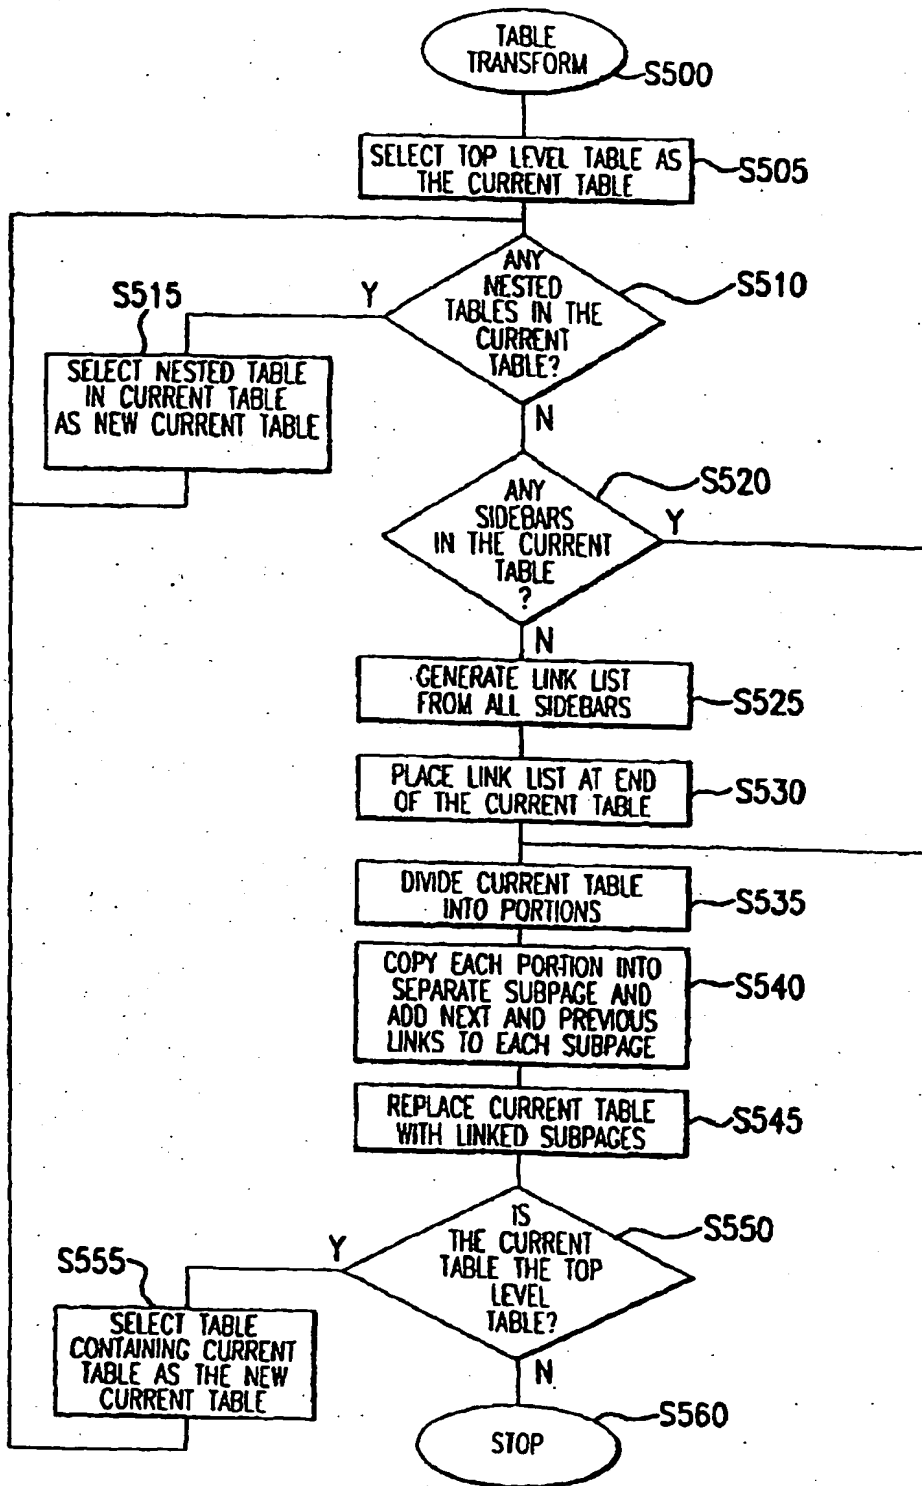 TABLE
TRANSFORM
S500
SELECT TOP LEVEL TABLE AS
THE CURRENT TABLE
S505
ANY
NESTED
TABLES IN THE
CURRENT
TABLE?
S510
Y
N
S515
SELECT NESTED TABLE
IN CURRENT TABLE
AS NEW CURRENT TABLE
ANY
SIDEBARS
IN THE CURRENT
TABLE
?
S520
Y
N
GENERATE LINK LIST
FROM ALL SIDEBARS
S525
PLACE LINK LIST AT END
OF THE CURRENT TABLE
S530
DIVIDE CURRENT TABLE
INTO PORTIONS
S535
COPY EACH PORTION INTO
SEPARATE SUBPAGE AND
ADD NEXT AND PREVIOUS
LINKS TO EACH SUBPAGE
S540
REPLACE CURRENT TABLE
WITH LINKED SUBPAGES
S545
IS
THE CURRENT
TABLE THE TOP
LEVEL
TABLE?
S550
Y
N
S555
SELECT TABLE
CONTAINING CURRENT
TABLE AS THE NEW
CURRENT TABLE
STOP
S560